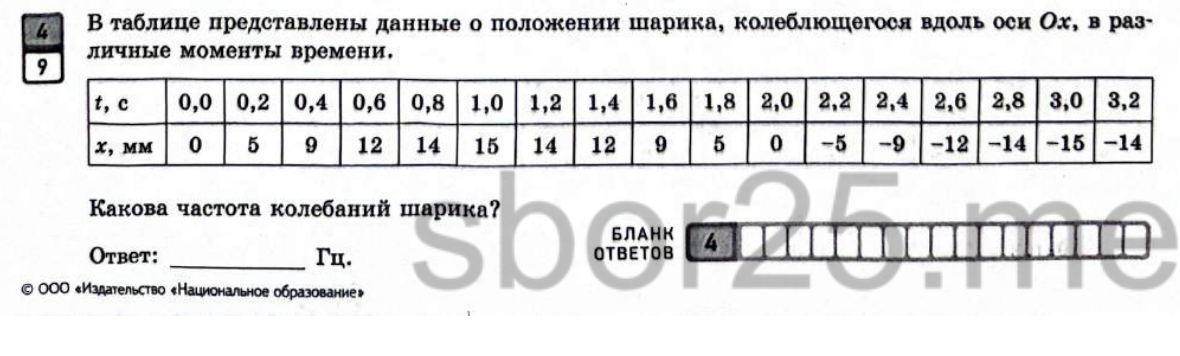 4
9
В таблице представлены данные о положении шарика, колеблющегося вдоль оси Ox, в раз-
личные моменты времени.
t, с 0,0 0,2 0,4 0,6 0,8 1,0 1,2 1,4 1,6 1,8 2,0 2,2 2,4 2,6 2,8 3,0 3,2
x, мм 0 5 9 12 14 15 14 12 9 5 0 −5 −9 −12 −14 −15 −14
Какова частота колебаний шарика?
Ответ: ____________ Гц.
БЛАНК
ОТВЕТОВ
4
© ООО «Издательство «Национальное образование»
sbor25.me